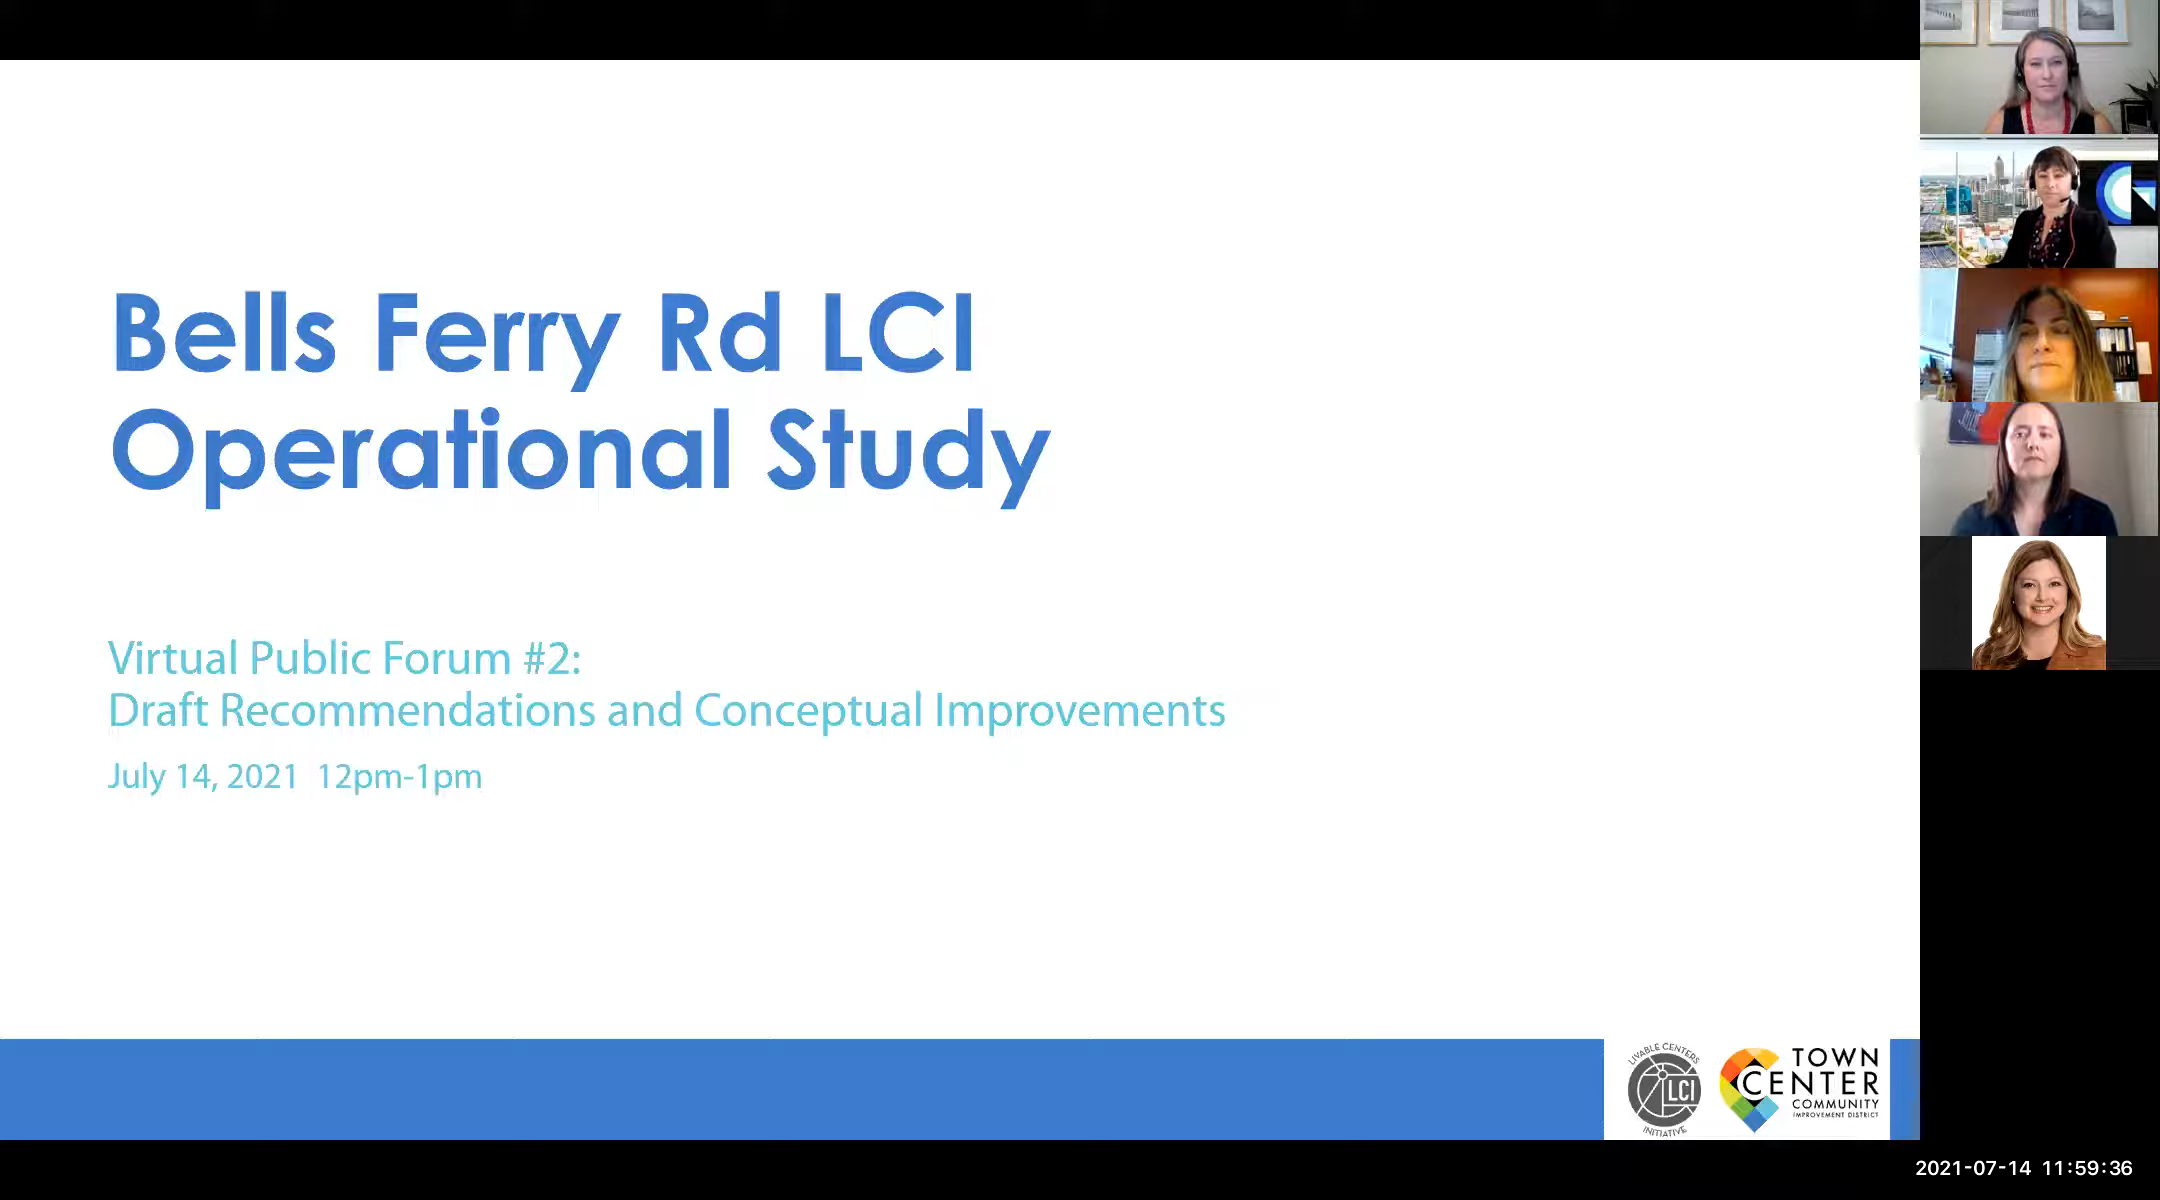 Bells Ferry Rd LCI
Operational Study
Virtual Public Forum #2:
Draft Recommendations and Conceptual Improvements
July 14, 2021 12pm-1pm
LIVABLE CENTERS
LCI
INITIATIVE
TOWN
CENTER
COMMUNITY
IMPROVEMENT DISTRICT
2021-07-14 11:59:36